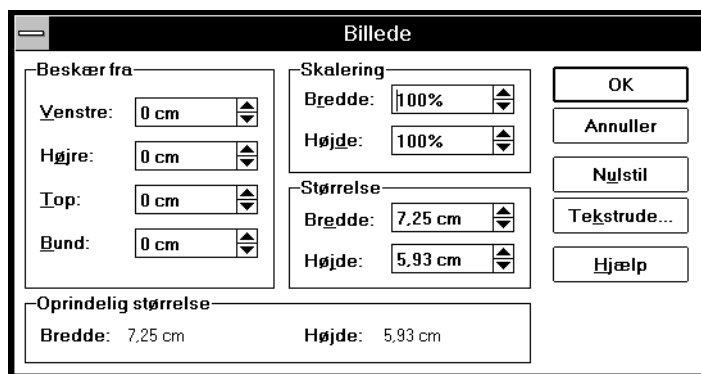 Billede
Beskær fra
Venstre: 0 cm
Højre: 0 cm
Top: 0 cm
Bund: 0 cm
Skalering
Bredde: 100%
Højde: 100%
Størrelse
Bredde: 7,25 cm
Højde: 5,93 cm
OK
Annuller
Nulstil
Tekstrude...
Hjælp
Oprindelig størrelse
Bredde: 7,25 cm Højde: 5,93 cm